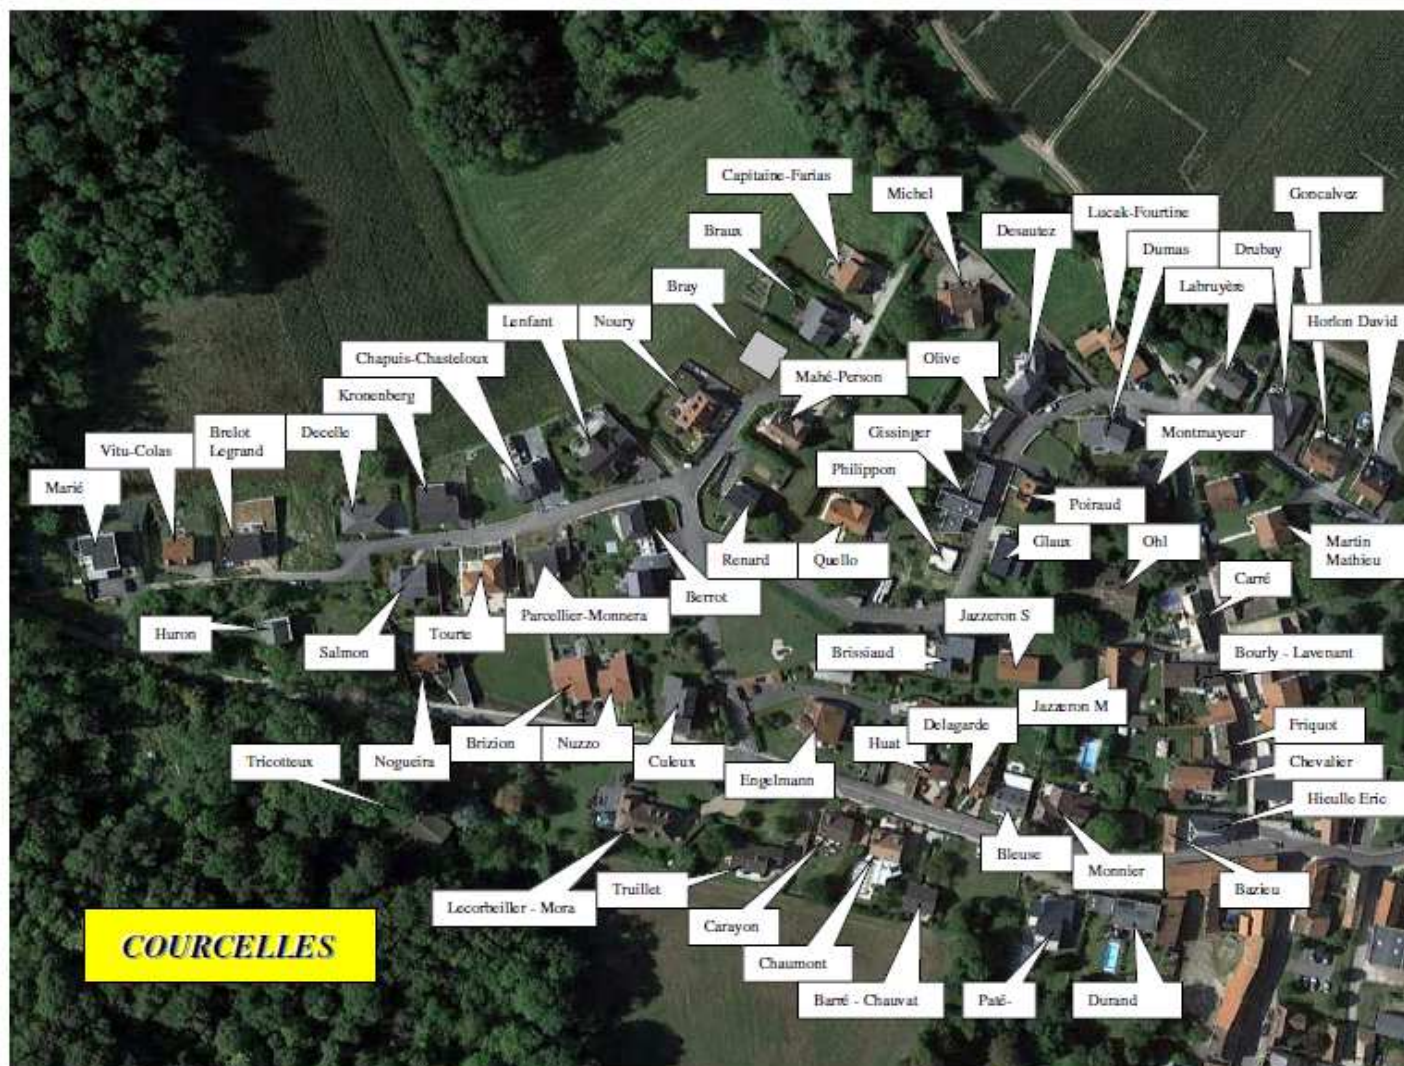 Capitaine-Farias
Michel
Goncalvez
Lucak-Fourtine
Braux
Desautez
Dumas
Drubay
Bray
Labruyère
Lenfant
Noury
Horlon David
Chapuis-Chasteloux
Olive
Mahé-Person
Kronenberg
Brelot
Legrand
Decelle
Gissinger
Montmayeur
Vitu-Colas
Philippon
Marié
Poiraud
Renard
Quello
Glaux
Ohl
Martin
Mathieu
Carré
Berrot
Parcellier-Monnera
Jazzeron S
Huron
Tourte
Salmon
Brissiaud
Bourly - Lavenant
Jazzeron M
Delagarde
Friquot
Brizion
Nuzzo
Huat
Tricotteux
Nogueira
Culeux
Chevalier
Engelmann
Hieulle Eric
Bleuse
Monnier
Truillet
Bazieu
Lecorbeiller - Mora
Carayon
COURCELLES
Chaumont
Barré - Chauvat
Paté-
Durand